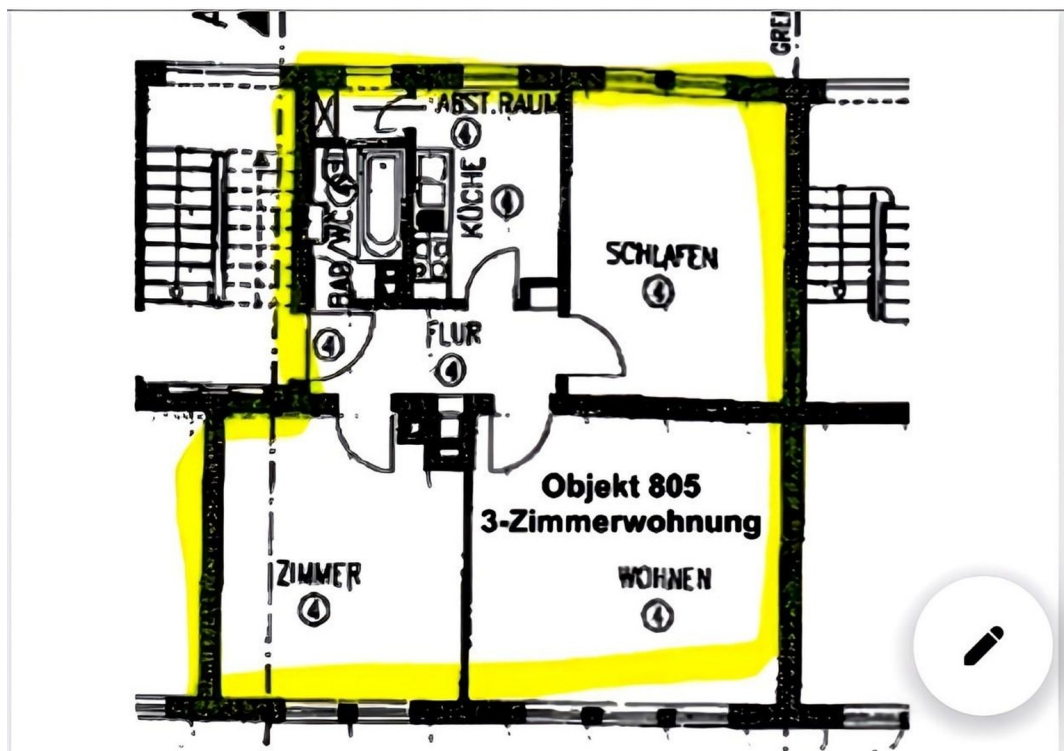 A
GREN
ABST.RAUM
4
KÜCHE
4
BAD/WC
SCHLAFEN
4
4
FLUR
4
Objekt 805
3-Zimmerwohnung
ZIMMER
4
WOHNEN
4